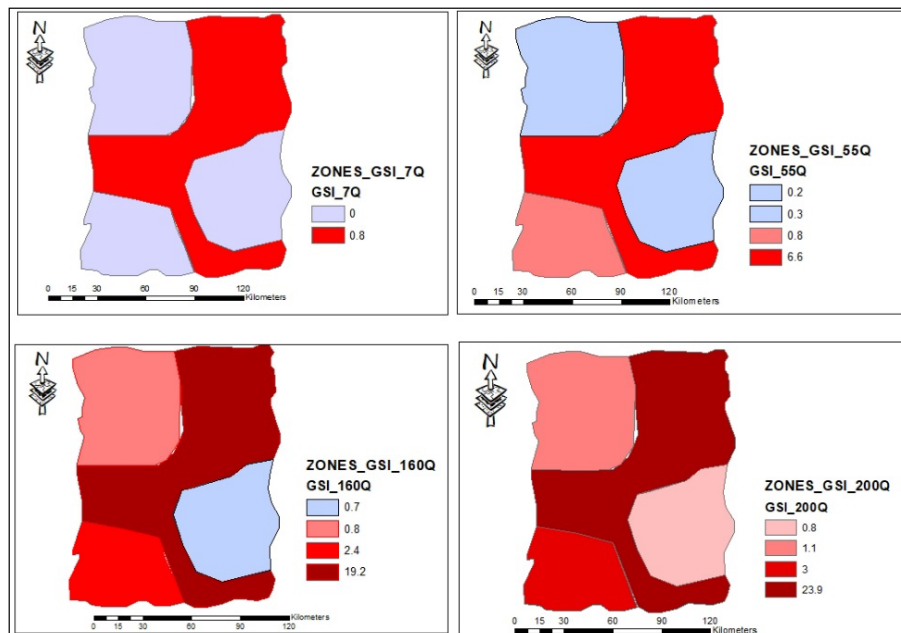 N
ZONES_GSI_7Q
GSI_7Q
0
0.8
0 15 30 60 90 120
Kilometers
N
ZONES_GSI_55Q
GSI_55Q
0.2
0.3
0.8
6.6
0 15 30 60 90 120
Kilometers
N
ZONES_GSI_160Q
GSI_160Q
0.7
0.8
2.4
19.2
0 15 30 60 90 120
Kilometers
N
ZONES_GSI_200Q
GSI_200Q
0.8
1.1
3
23.9
0 15 30 60 90 120
Kilometers